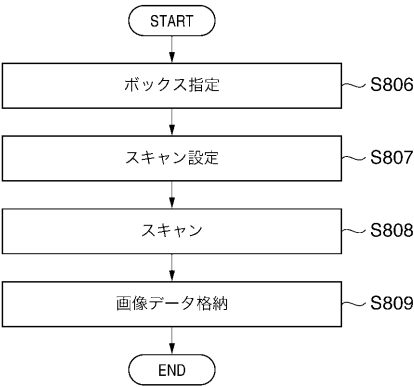 START
ボックス指定 S806
スキャン設定 S807
スキャン S808
画像データ格納 S809
END